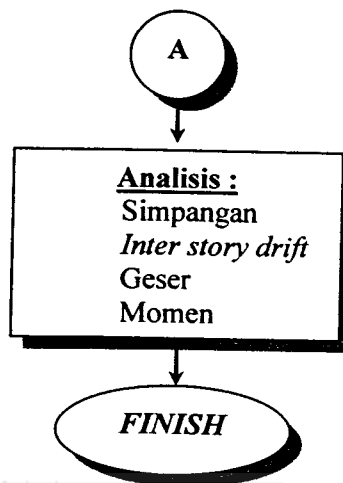 A
Analisis :
Simpangan
Inter story drift
Geser
Momen
FINISH